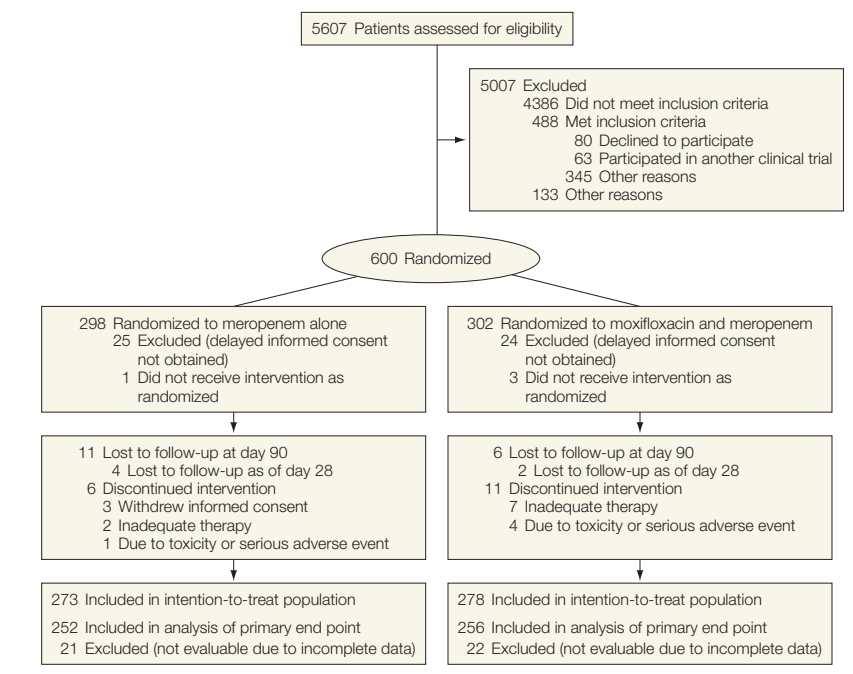 5607 Patients assessed for eligibility
5007 Excluded
4386 Did not meet inclusion criteria
488 Met inclusion criteria
80 Declined to participate
63 Participated in another clinical trial
345 Other reasons
133 Other reasons
600 Randomized
298 Randomized to meropenem alone
25 Excluded (delayed informed consent
not obtained)
1 Did not receive intervention as
randomized
302 Randomized to moxifloxacin and meropenem
24 Excluded (delayed informed consent
not obtained)
3 Did not receive intervention as
randomized
11 Lost to follow-up at day 90
4 Lost to follow-up as of day 28
6 Discontinued intervention
3 Withdrew informed consent
2 Inadequate therapy
1 Due to toxicity or serious adverse event
6 Lost to follow-up at day 90
2 Lost to follow-up as of day 28
11 Discontinued intervention
7 Inadequate therapy
4 Due to toxicity or serious adverse event
273 Included in intention-to-treat population
252 Included in analysis of primary end point
21 Excluded (not evaluable due to incomplete data)
278 Included in intention-to-treat population
256 Included in analysis of primary end point
22 Excluded (not evaluable due to incomplete data)